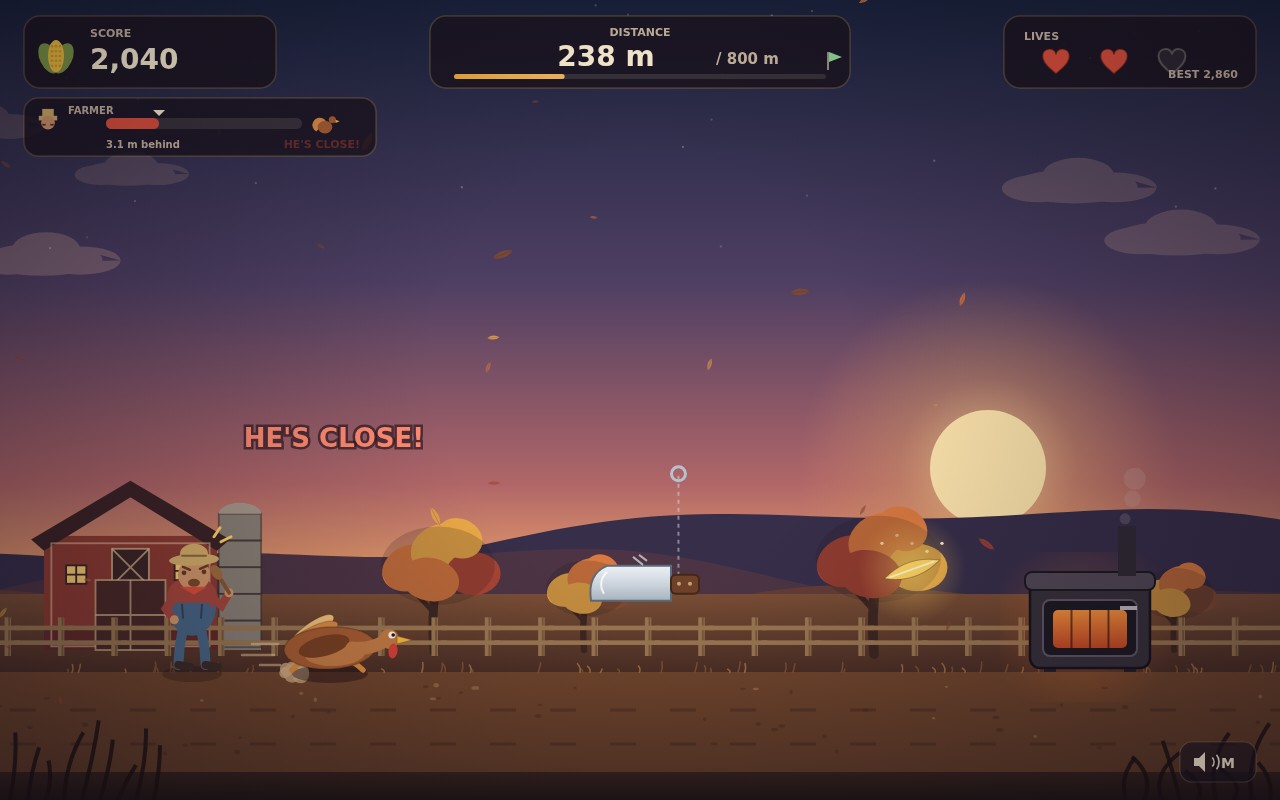 SCORE
2,040
DISTANCE
238 m / 800 m
LIVES
BEST 2,860
FARMER
3.1 m behind
HE'S CLOSE!
HE'S CLOSE!
M